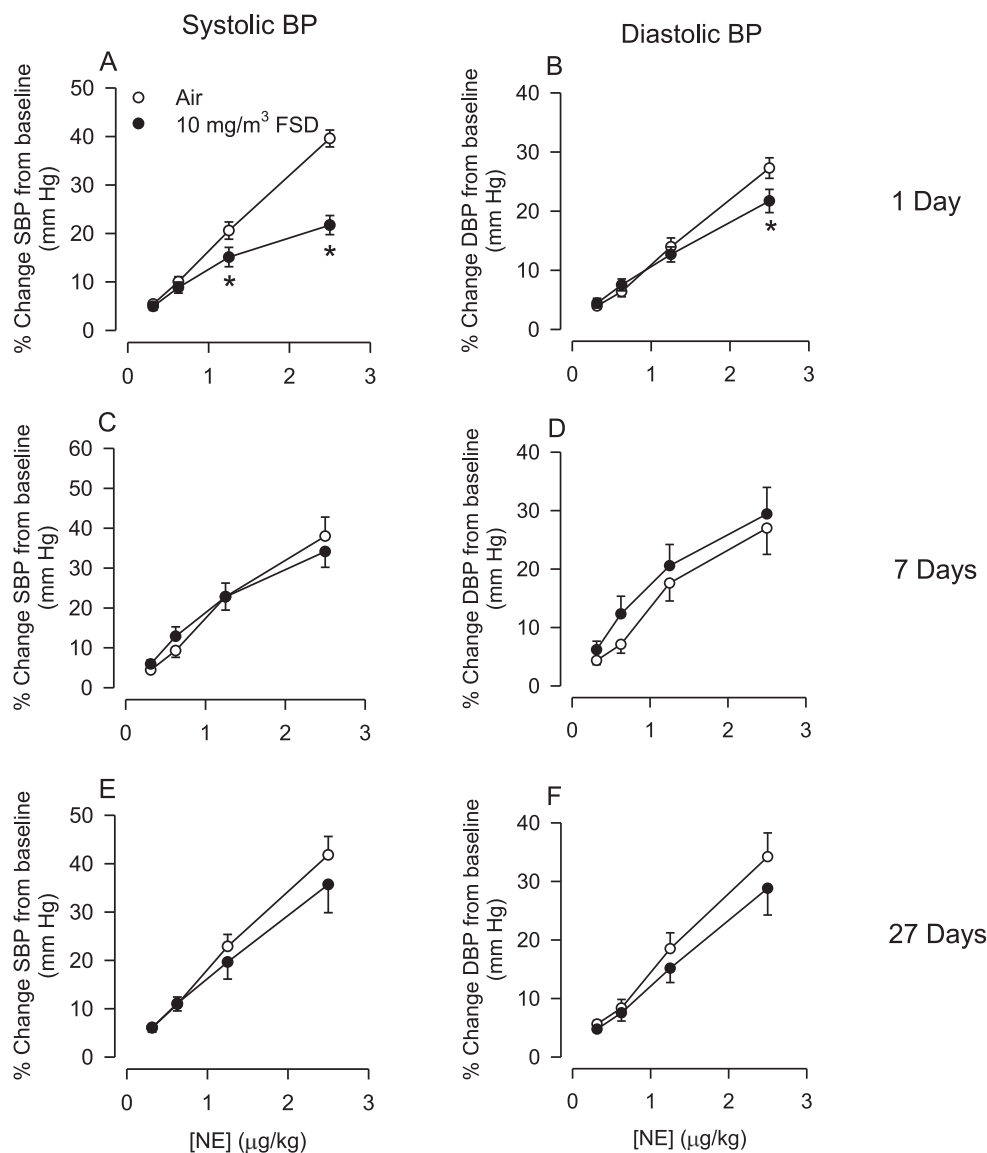 Systolic BP
Diastolic BP
A
Air
10 mg/m³ FSD
% Change SBP from baseline
(mm Hg)
50
40
30
20
10
0
*
*
0 1 2 3
B
% Change DBP from baseline
(mm Hg)
40
30
20
10
0
*
0 1 2 3
1 Day
C
% Change SBP from baseline
(mm Hg)
60
50
40
30
20
10
0
0 1 2 3
D
% Change DBP from baseline
(mm Hg)
40
30
20
10
0
0 1 2 3
7 Days
E
% Change SBP from baseline
(mm Hg)
50
40
30
20
10
0
0 1 2 3
[NE] (μg/kg)
F
% Change DBP from baseline
(mm Hg)
40
30
20
10
0
0 1 2 3
[NE] (μg/kg)
27 Days